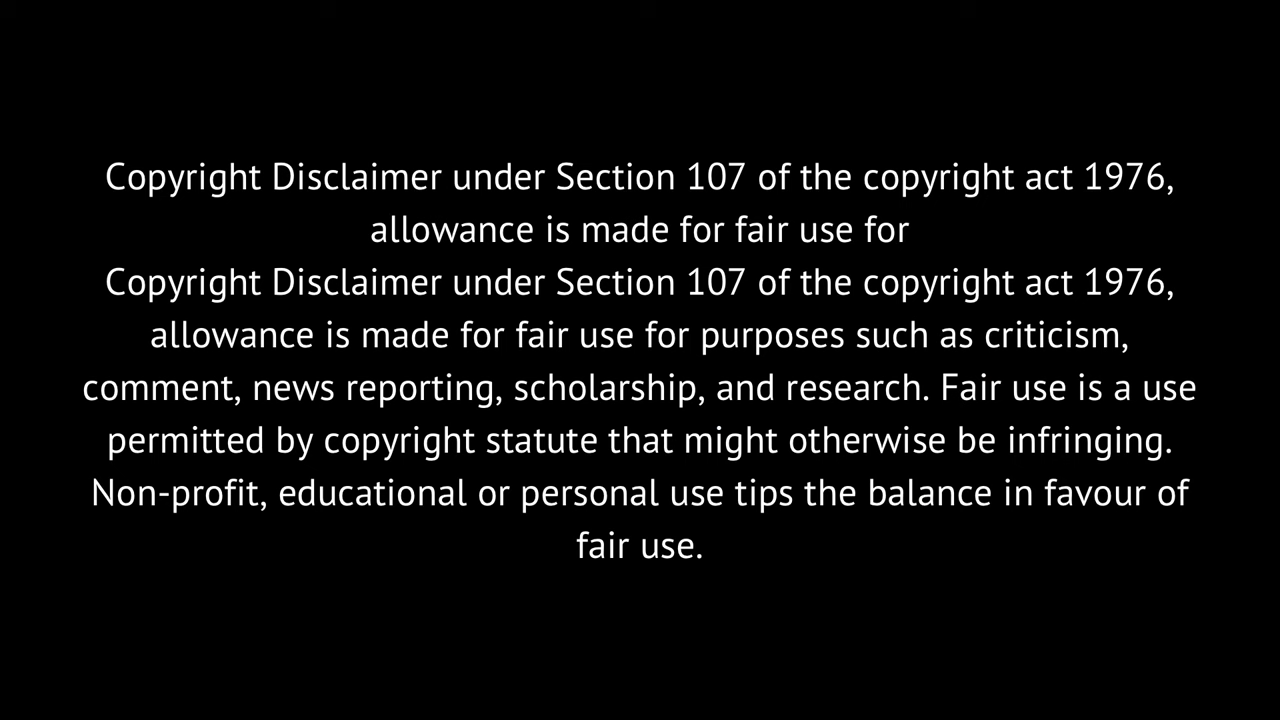 Copyright Disclaimer under Section 107 of the copyright act 1976,
allowance is made for fair use for
Copyright Disclaimer under Section 107 of the copyright act 1976,
allowance is made for fair use for purposes such as criticism,
comment, news reporting, scholarship, and research. Fair use is a use
permitted by copyright statute that might otherwise be infringing.
Non-profit, educational or personal use tips the balance in favour of
fair use.